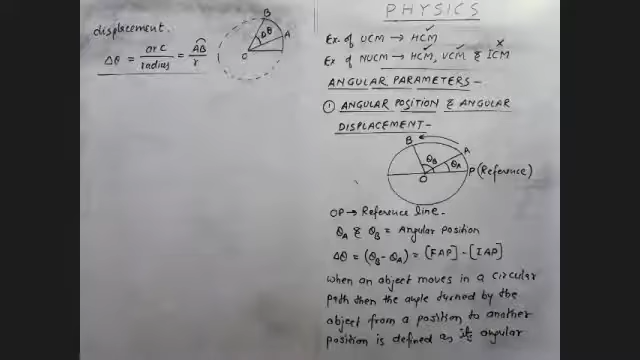 PHYSICS
Ex. of UCM → HCM ✓
Ex of NUCM → HCM ✓, VCM ✓ & ICM ✗
ANGULAR PARAMETERS -
① ANGULAR POSITION & ANGULAR
DISPLACEMENT -
B
A
θB
θA
O
P (Reference)
OP → Reference line.
θA & θB = Angular Position
Δθ = (θB - θA) = [FAP] - [IAP]
When an object moves in a circular
path then the angle turned by the
object from a position to another
position is defined as its angular
displacement.
Δθ = arc/radius = AB/r
B
A
Δθ
O